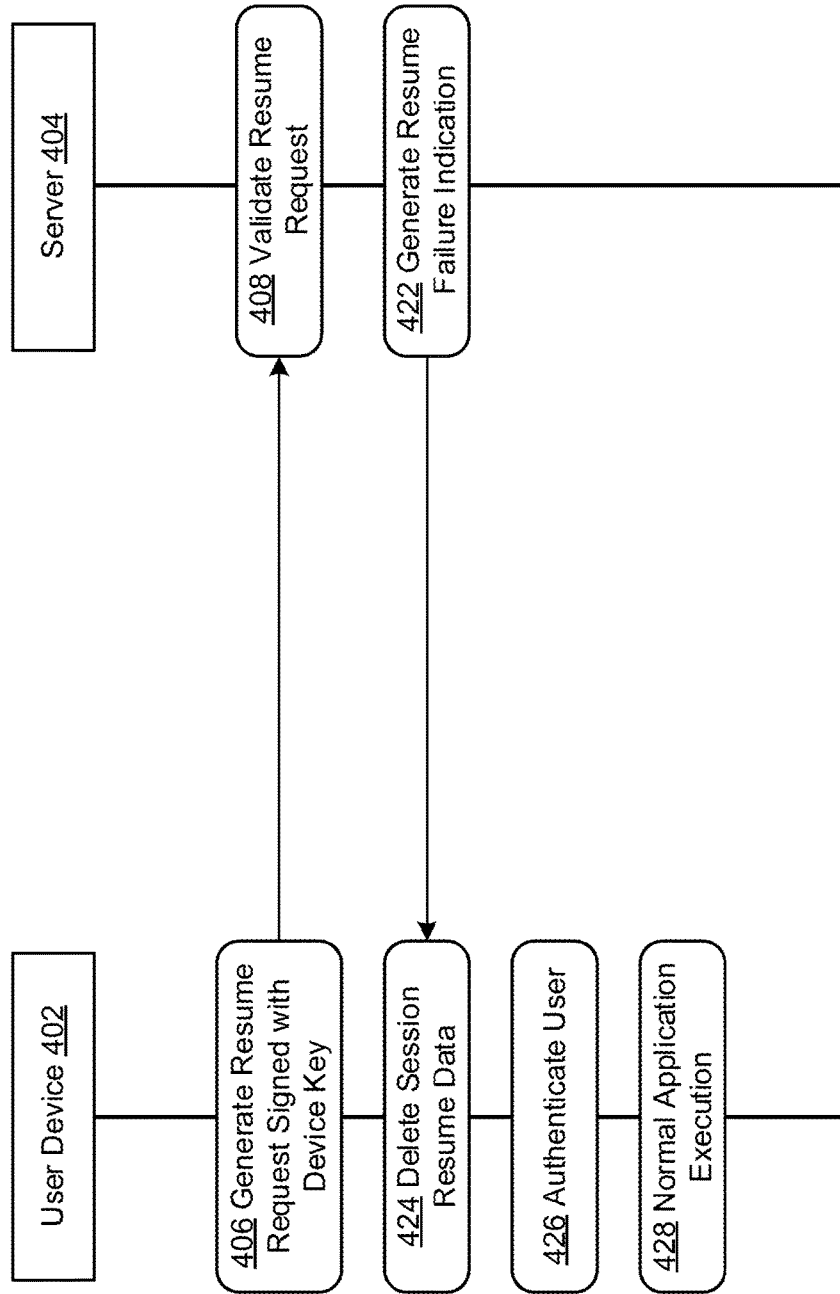 User Device 402
Server 404
406 Generate Resume
Request Signed with
Device Key
408 Validate Resume
Request
422 Generate Resume
Failure Indication
424 Delete Session
Resume Data
426 Authenticate User
428 Normal Application
Execution